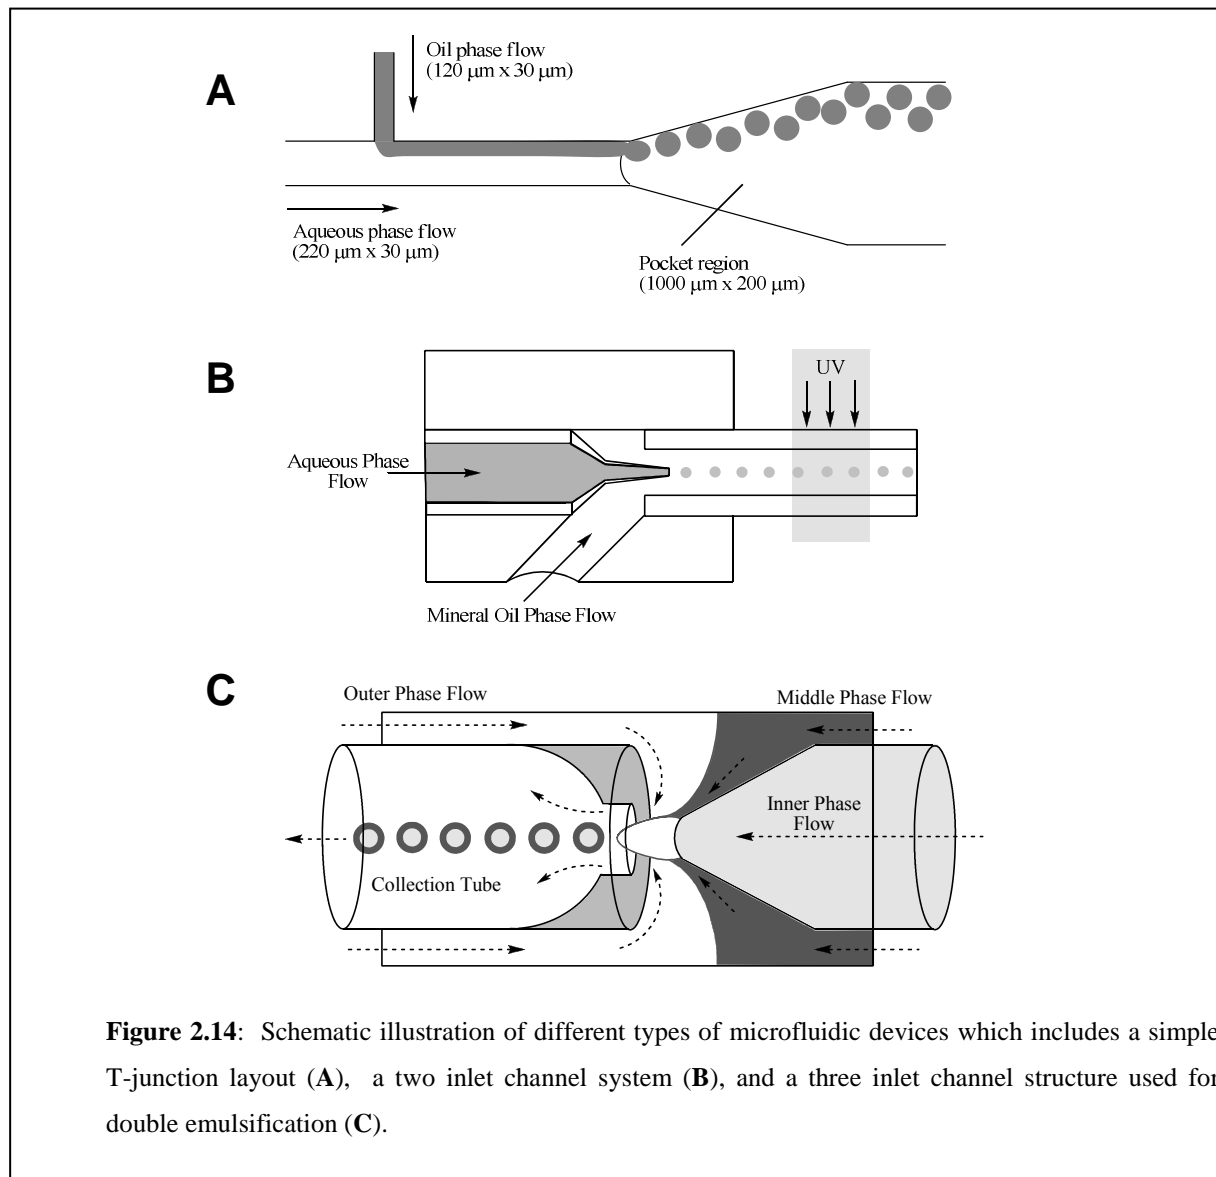 A
Oil phase flow
(120 µm x 30 µm)
Aqueous phase flow
(220 µm x 30 µm)
Pocket region
(1000 µm x 200 µm)
B
UV
Aqueous Phase
Flow
Mineral Oil Phase Flow
C
Outer Phase Flow
Middle Phase Flow
Inner Phase
Flow
Collection Tube
Figure 2.14: Schematic illustration of different types of microfluidic devices which includes a simple
T-junction layout (A), a two inlet channel system (B), and a three inlet channel structure used for
double emulsification (C).